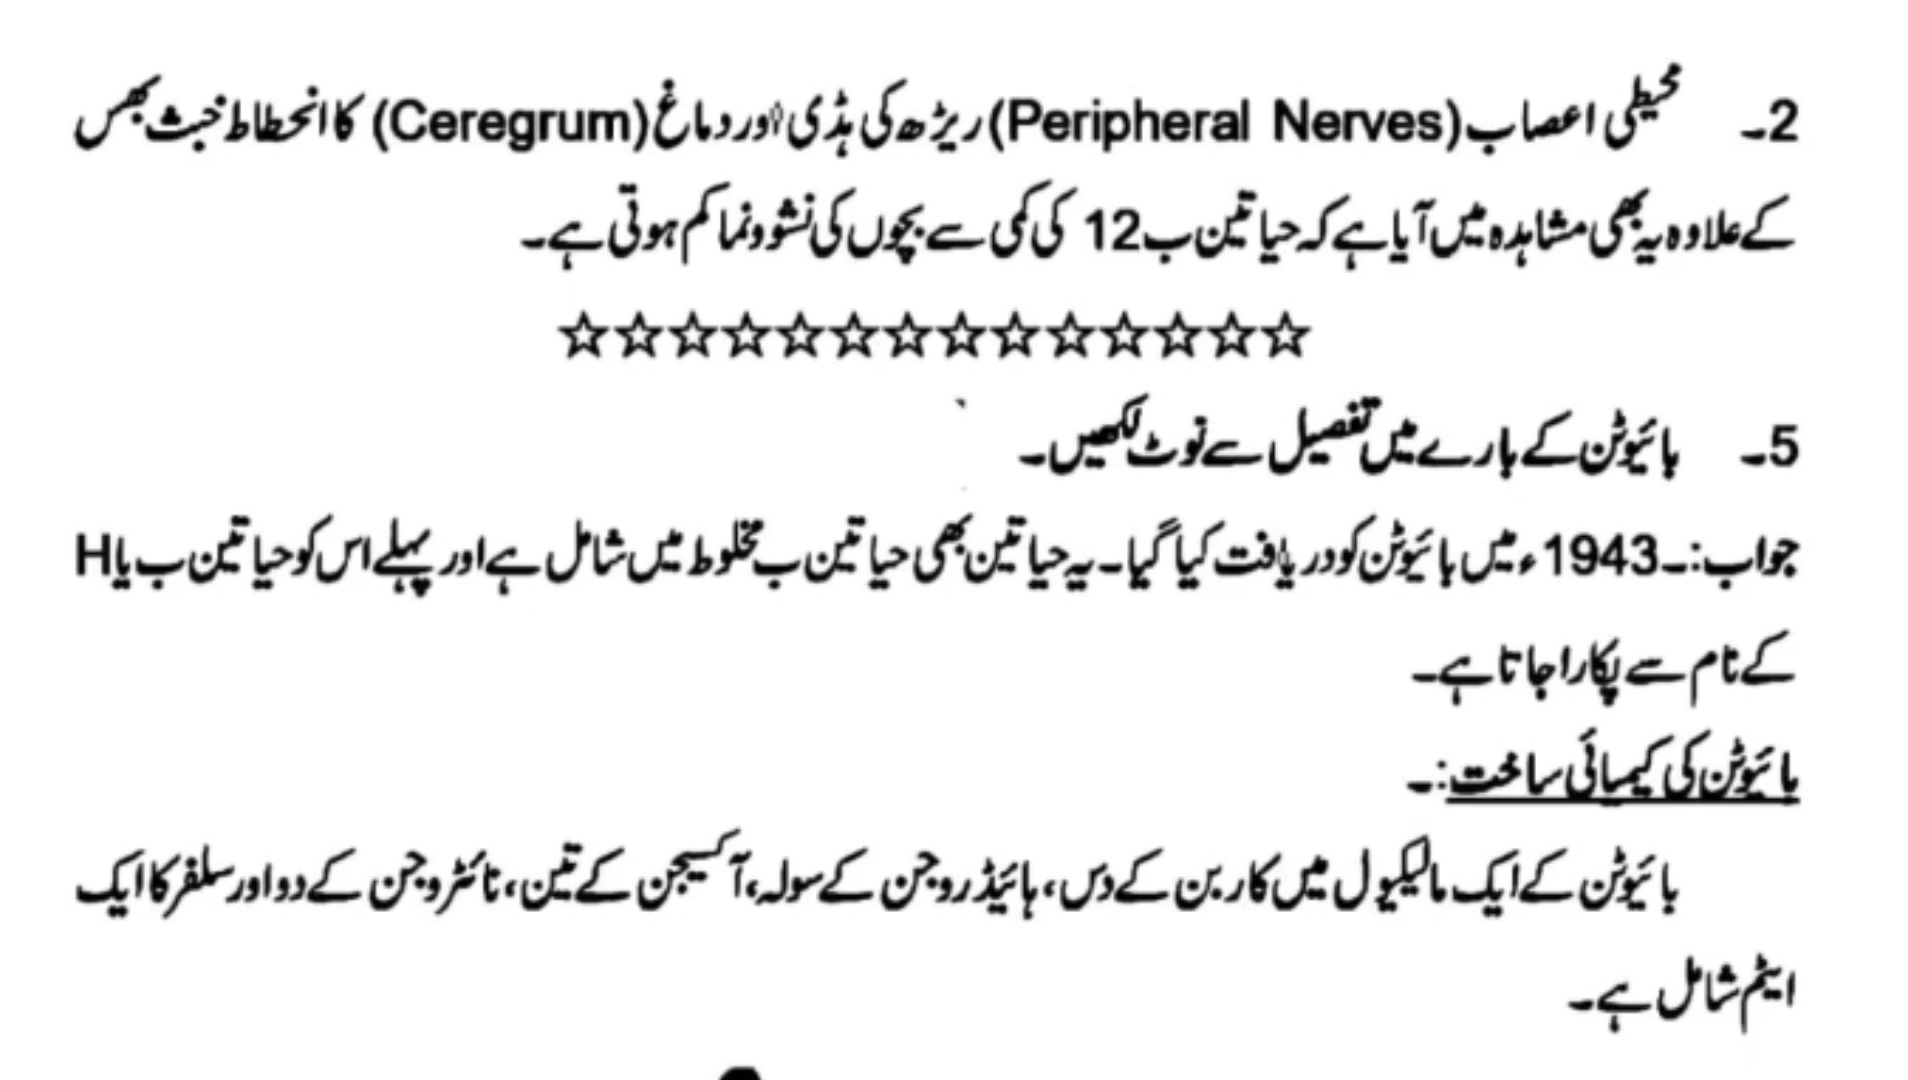 2۔ محیطی اعصاب (Peripheral Nerves) ریڑھ کی ہڈی اور دماغ (Ceregrum) کا انحطاط خبث بھس
کے علاوہ یہ بھی مشاہدہ میں آیا ہے کہ حیاتین ب 12 کی کمی سے بچوں کی نشوونما کم ہوتی ہے۔
☆☆☆☆☆☆☆☆☆☆☆☆☆☆
5۔ بائیوٹن کے بارے میں تفصیل سے نوٹ لکھیں۔
جواب:۔ 1943ء میں بائیوٹن کو دریافت کیا گیا۔ یہ حیاتین بھی حیاتین ب مخلوط میں شامل ہے اور پہلے اس کو حیاتین ب یا H
کے نام سے پکارا جاتا ہے۔
بائیوٹن کی کیمیائی ساخت:۔
بائیوٹن کے ایک مالیکیول میں کاربن کے دس، ہائیڈروجن کے سولہ، آکسیجن کے تین، نائٹروجن کے دو اور سلفر کا ایک
ایٹم شامل ہے۔